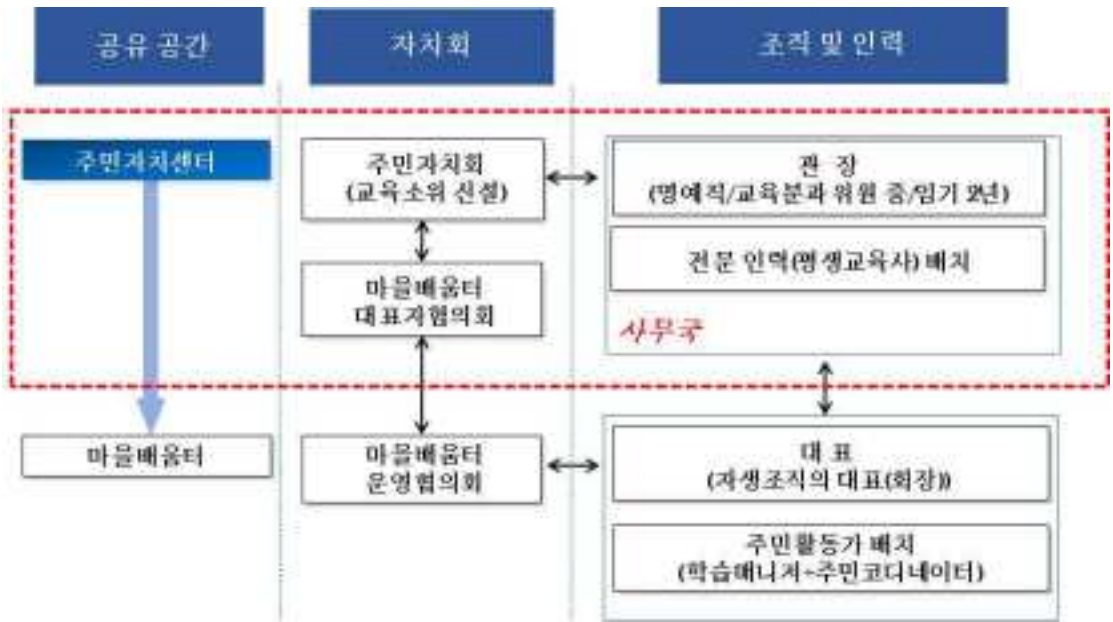 공유 공간
자치회
조직 및 인력
주민자치센터
주민자치회
(교육소위 신설)
관 장
(명예직/교육분과 위원 중/임기 2년)
전문 인력(평생교육사) 배치
마을배움터
대표자협의회
사무국
마을배움터
마을배움터
운영협의회
대 표
(자생조직의 대표(회장))
주민활동가 배치
(학습매니저+주민코디네이터)